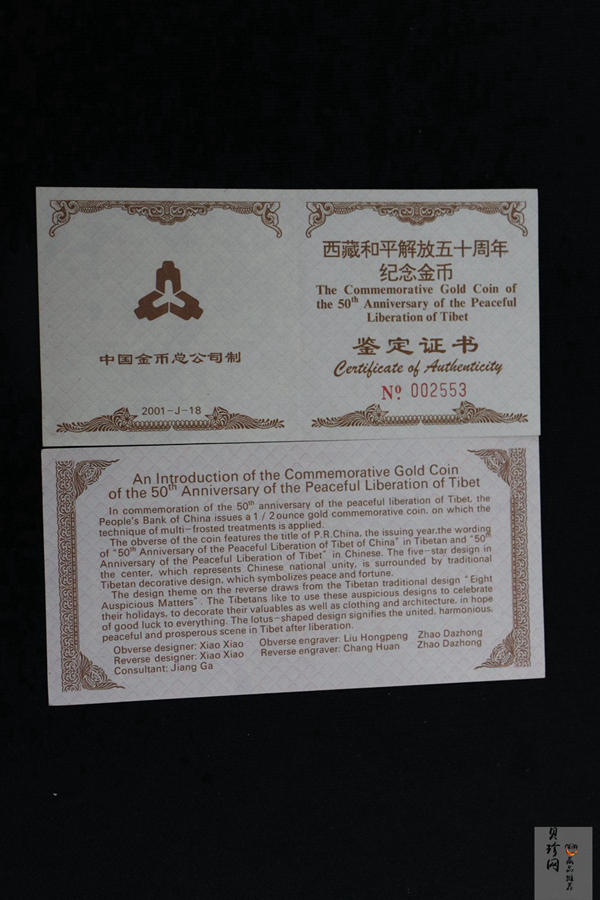 中国金币总公司制
2001-J-18
西藏和平解放五十周年
纪念金币
The Commemorative Gold Coin of
the 50th Anniversary of the Peaceful
Liberation of Tibet
鉴定证书
Certificate of Authenticity
No. 002553
An Introduction of the Commemorative Gold Coin
of the 50th Anniversary of the Peaceful Liberation of Tibet
In commemoration of the 50th anniversary of the peaceful liberation of Tibet, the
People's Bank of China issues a 1/2ounce gold commemorative coin, on which the
technique of multi-frosted treatments is applied.
The obverse of the coin features the title of P.R.China, the issuing year,the wording
of "50th Anniversary of the Peaceful Liberation of Tibet of China" in Tibetan and "50th
Anniversary of the Peaceful Liberation of Tibet" in Chinese. The five-star design in
the center, which represents Chinese national unity, is surrounded by traditional
Tibetan decorative design, which symbolizes peace and fortune.
The design theme on the reverse draws from the Tibetan traditional design "Eight
Auspicious Matters". The Tibetans like to use these auspicious designs to celebrate
their holidays, to decorate their valuables as well as clothing and architecture, in hope
of good luck to everything. The lotus-shaped design signifies the united, harmonious,
peaceful and prosperous scene in Tibet after liberation.
Obverse designer: Xiao Xiao Obverse engraver: Liu Hongpeng Zhao Dazhong
Reverse designer: Xiao Xiao Reverse engraver: Chang Huan Zhao Dazhong
Consultant: Jiang Ga
贝珍网
藏品推荐